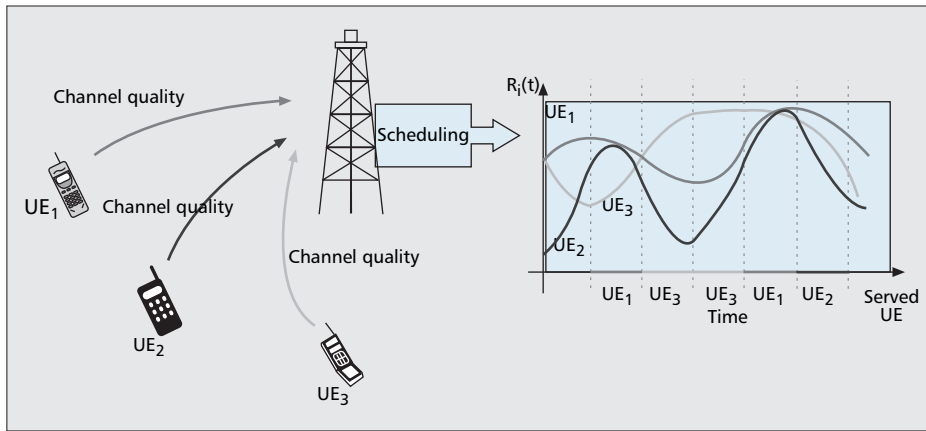 Channel quality
UE1
Channel quality
UE2
Channel quality
UE3
Scheduling
Ri(t)
UE1
UE3
UE2
UE1 UE3 UE3 UE1 UE2
Time
Served
UE